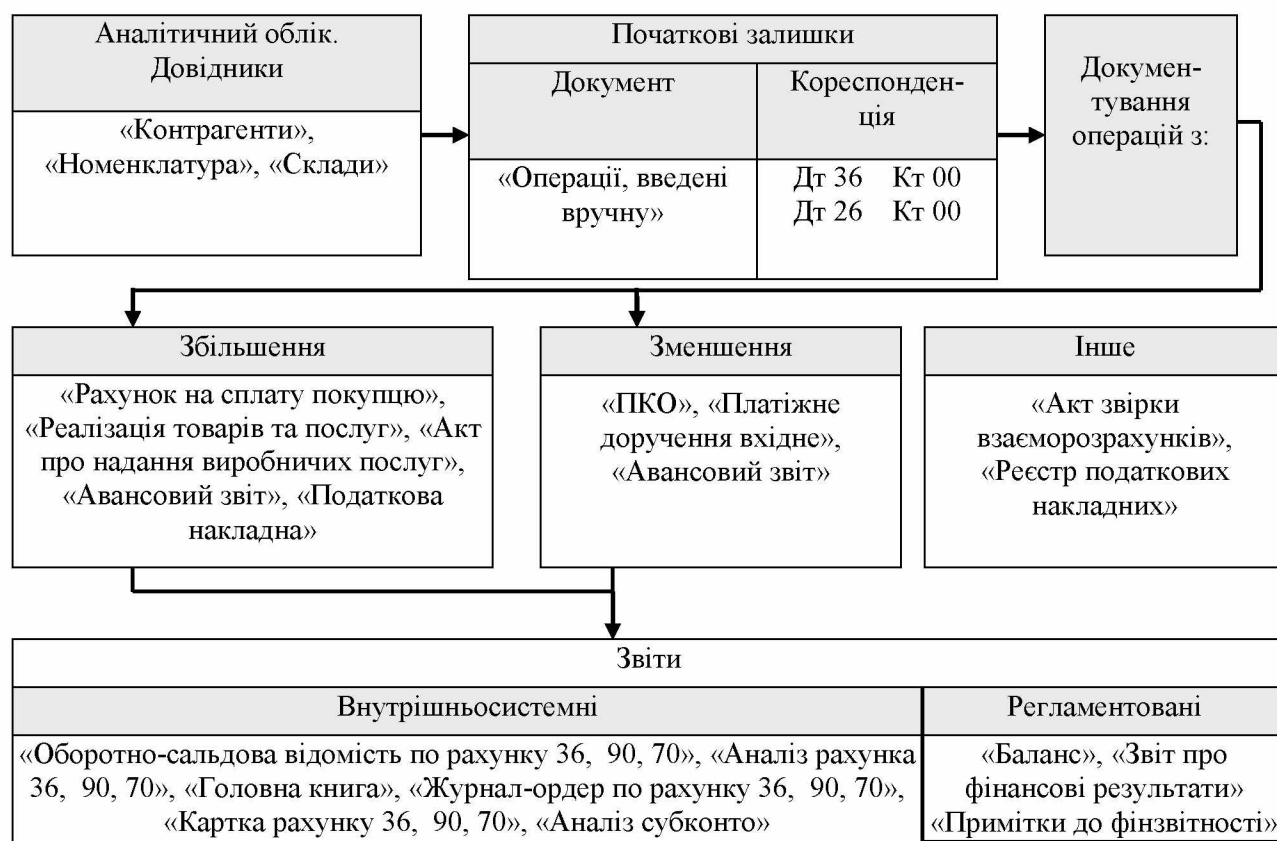 Аналітичний облік.
Довідники
«Контрагенти»,
«Номенклатура», «Склади»
Початкові залишки
Документ
Кореспонден-
ція
«Операції, введені
вручну»
Дт 36 Кт 00
Дт 26 Кт 00
Докумен-
тування
операцій з:
Збільшення
«Рахунок на сплату покупцю»,
«Реалізація товарів та послуг», «Акт
про надання виробничих послуг»,
«Авансовий звіт», «Податкова
накладна»
Зменшення
«ПКО», «Платіжне
доручення вхідне»,
«Авансовий звіт»
Інше
«Акт звірки
взаєморозрахунків»,
«Реєстр податкових
накладних»
Звіти
Внутрішньосистемні
«Оборотно-сальдова відомість по рахунку 36, 90, 70», «Аналіз рахунка
36, 90, 70», «Головна книга», «Журнал-ордер по рахунку 36, 90, 70»,
«Картка рахунку 36, 90, 70», «Аналіз субконто»
Регламентовані
«Баланс», «Звіт про
фінансові результати»
«Примітки до фінзвітності»